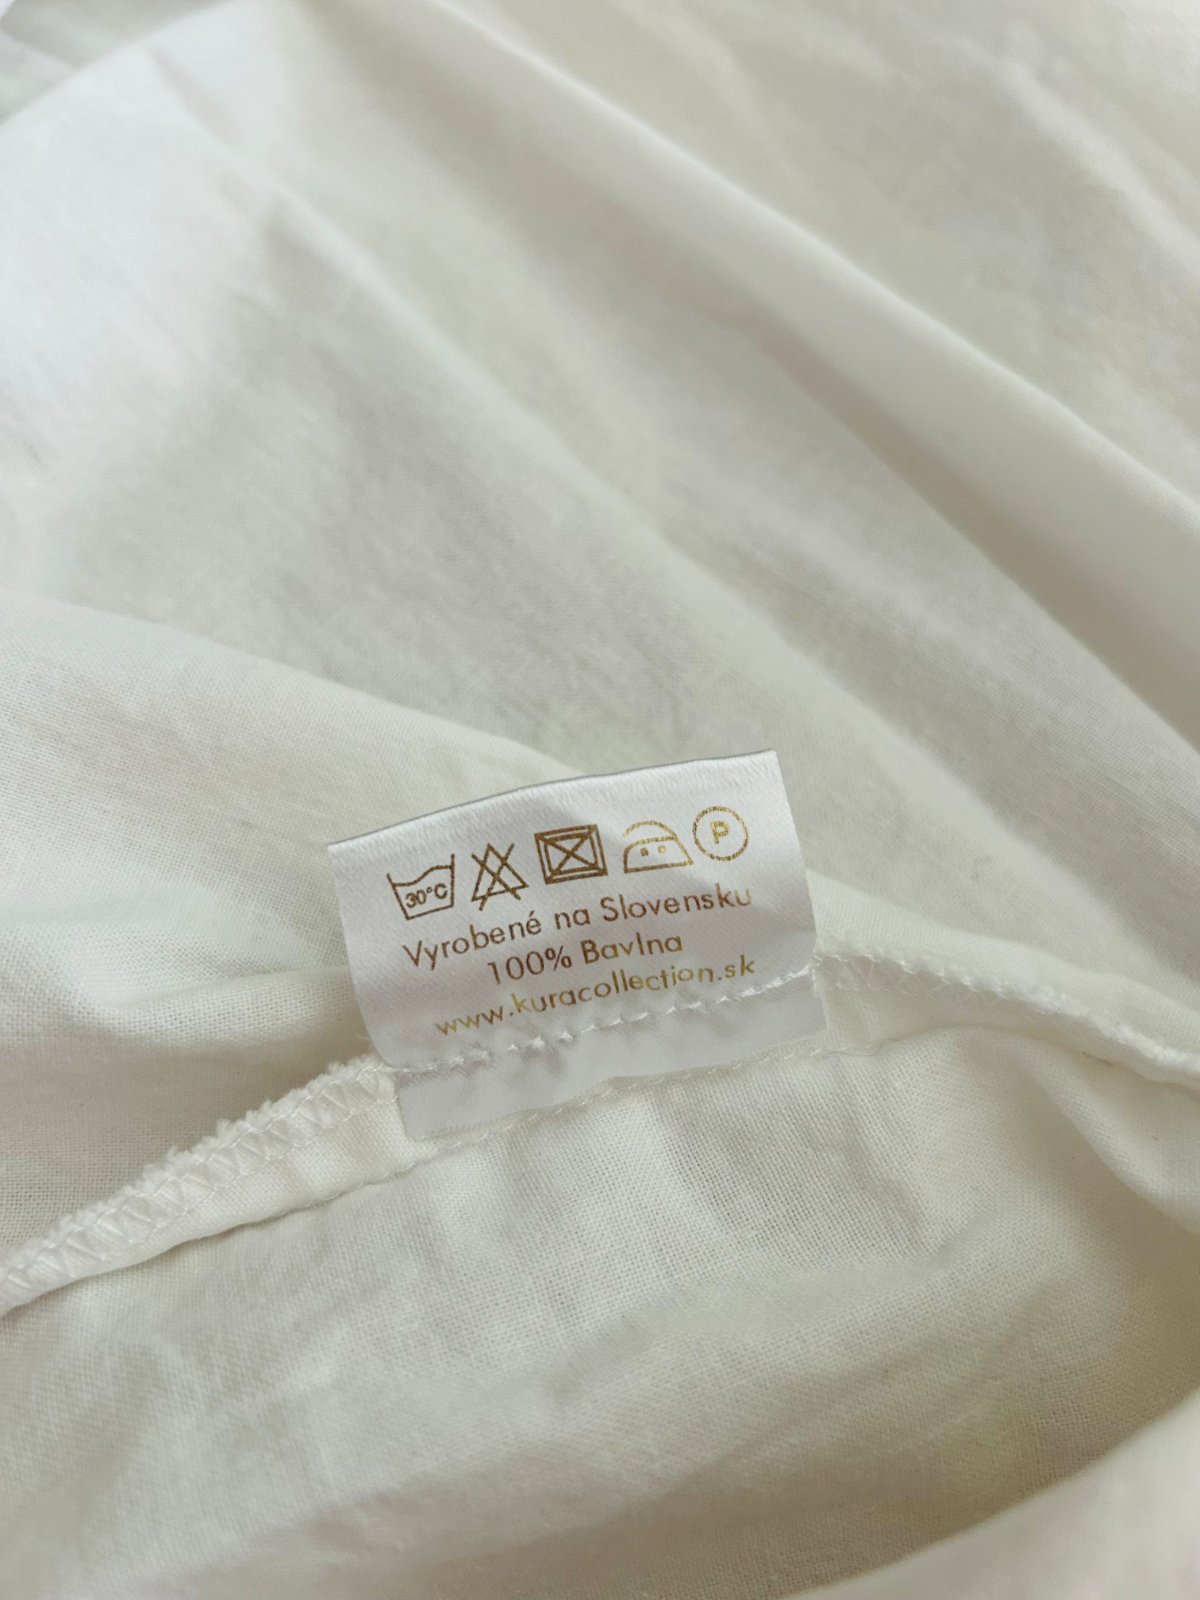 30°C P
Vyrobené na Slovensku
100% Bavlna
www.kuracollection.sk